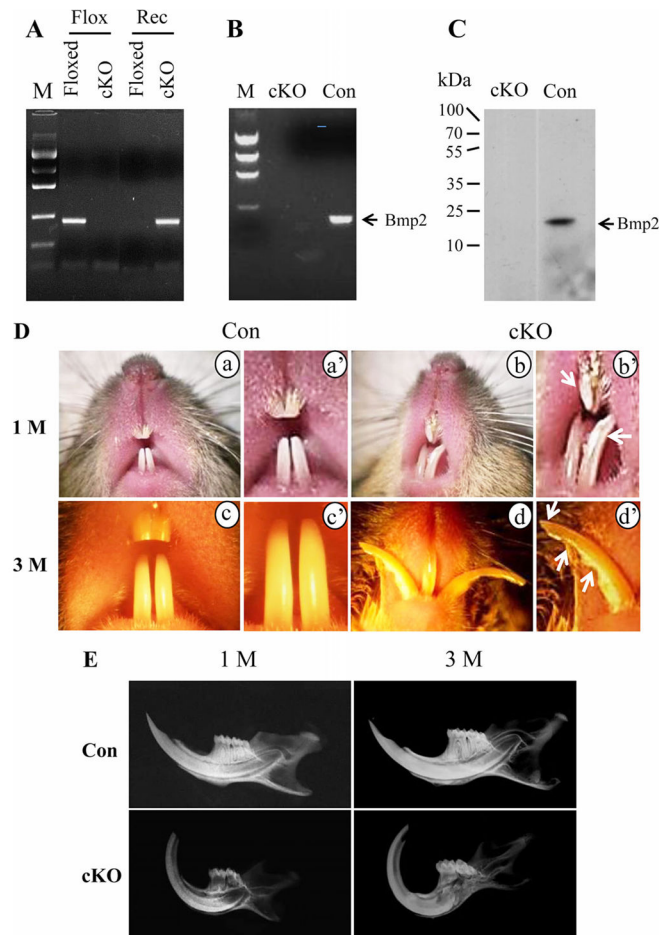 A
Flox Rec
M Floxed cKO Floxed cKO
B
M cKO Con
Bmp2
C
kDa cKO Con
100
70
55
35
25
10
Bmp2
D Con cKO
1 M
a a' b b'
3 M
c c' d d'
E
1 M 3 M
Con
cKO